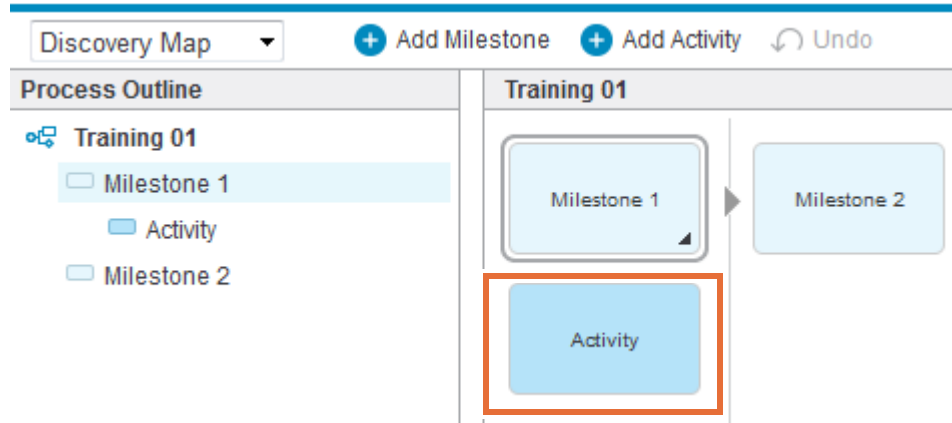 Discovery Map Add Milestone Add Activity Undo
Process Outline
Training 01
Milestone 1
Activity
Milestone 2
Training 01
Milestone 1
Milestone 2
Activity